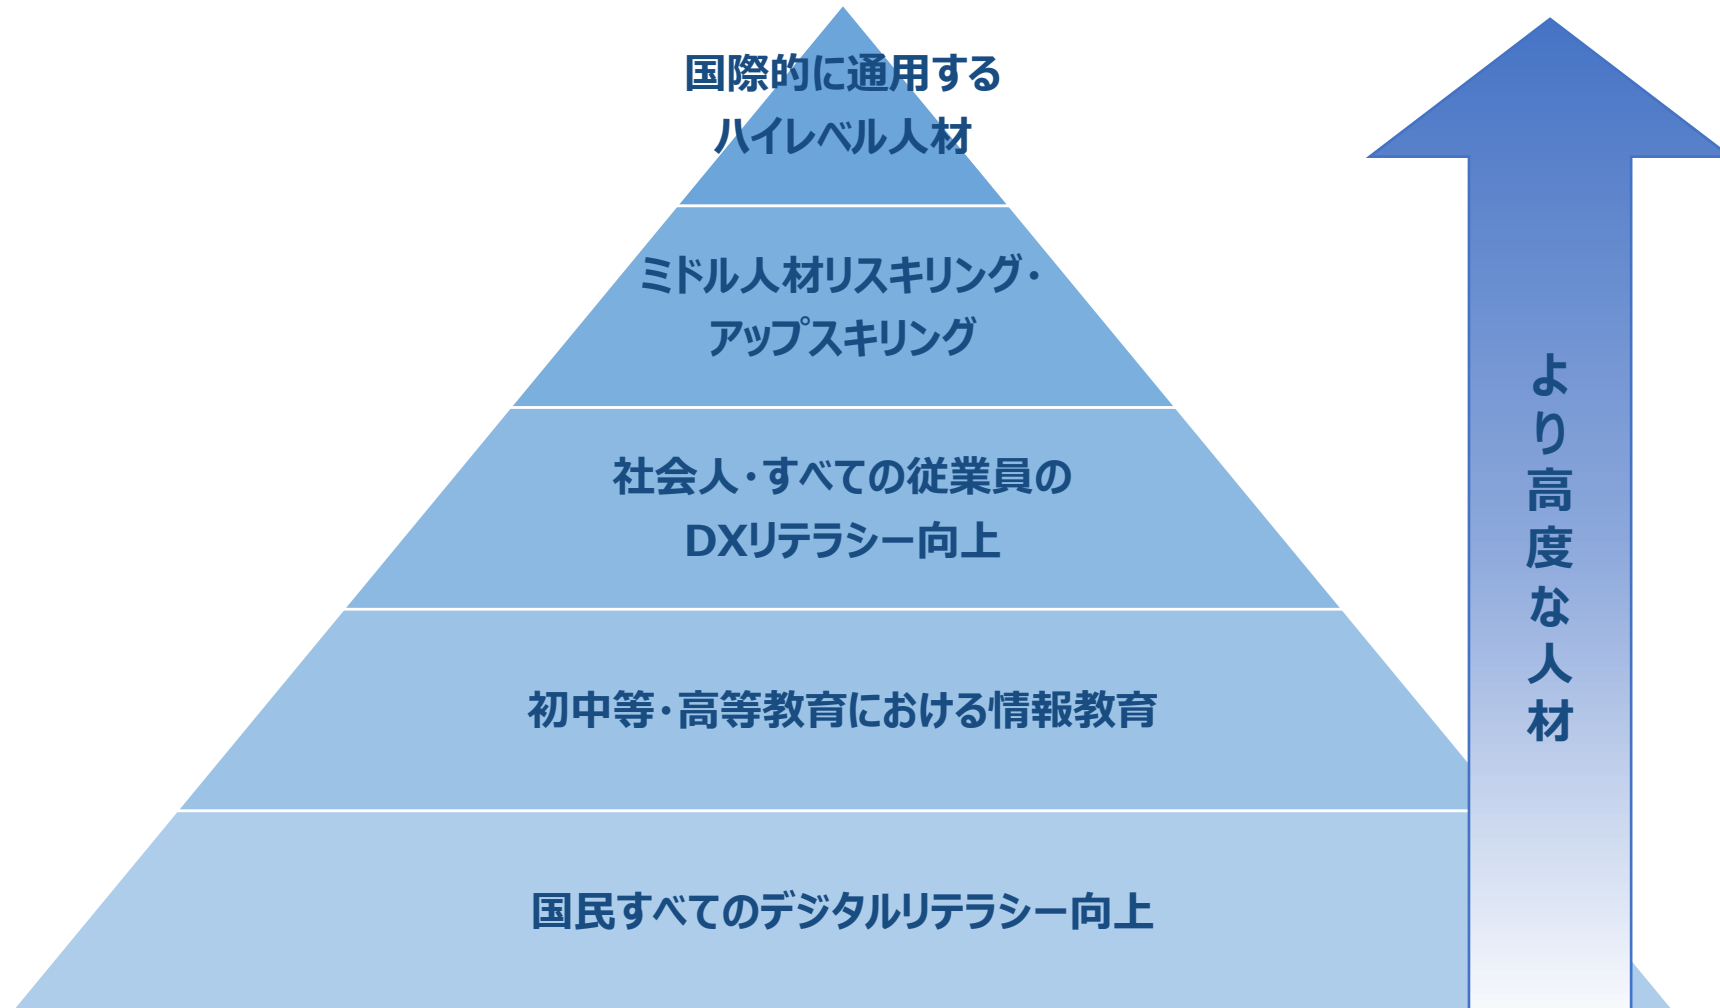 国際的に通用する
ハイレベル人材
ミドル人材リスキリング・
アップスキリング
社会人・すべての従業員の
DXリテラシー向上
初中等・高等教育における情報教育
国民すべてのデジタルリテラシー向上
より高度な人材